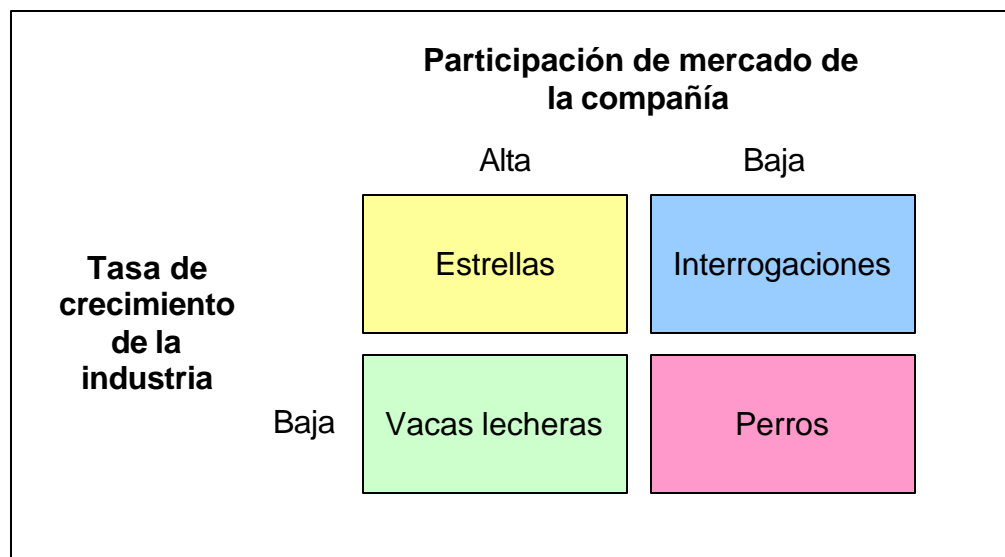 Participación de mercado de
la compañía
Alta
Baja
Tasa de
crecimiento
de la
industria
Estrellas
Interrogaciones
Baja
Vacas lecheras
Perros